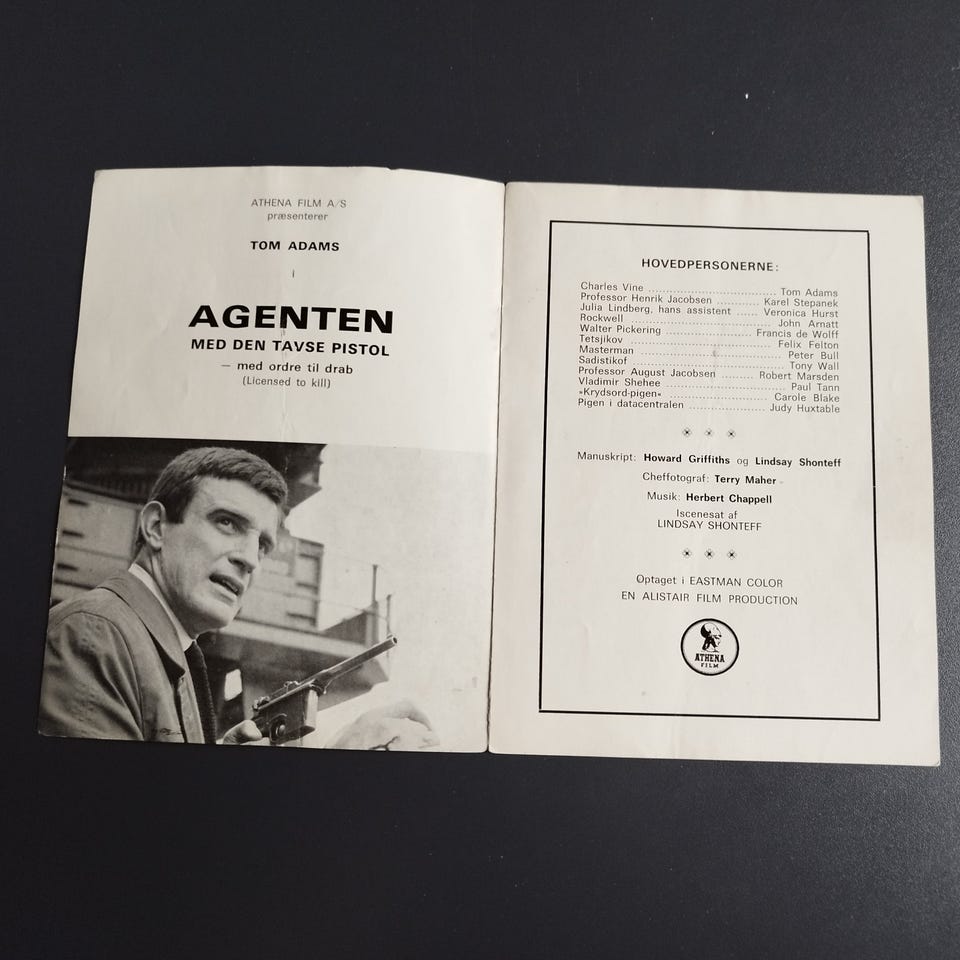 ATHENA FILM A/S
præsenterer
TOM ADAMS
i
AGENTEN
MED DEN TAVSE PISTOL
— med ordre til drab
(Licensed to kill)
HOVEDPERSONERNE:
Charles Vine ................................ Tom Adams
Professor Henrik Jacobsen ........... Karel Stepanek
Julia Lindberg, hans assistent ...... Veronica Hurst
Rockwell ..................................... John Arnatt
Walter Pickering ....................... Francis de Wolff
Tetsjikov ...................................... Felix Felton
Masterman ..................................... Peter Bull
Sadistikof ...................................... Tony Wall
Professor August Jacobsen ........ Robert Marsden
Vladimir Shehee .............................. Paul Tann
»Krydsord-pigen« ......................... Carole Blake
Pigen i datacentralen ................... Judy Huxtable
Manuskript: Howard Griffiths og Lindsay Shonteff
Cheffotograf: Terry Maher
Musik: Herbert Chappell
Iscenesat af
LINDSAY SHONTEFF
Optaget i EASTMAN COLOR
EN ALISTAIR FILM PRODUCTION
ATHENA
FILM